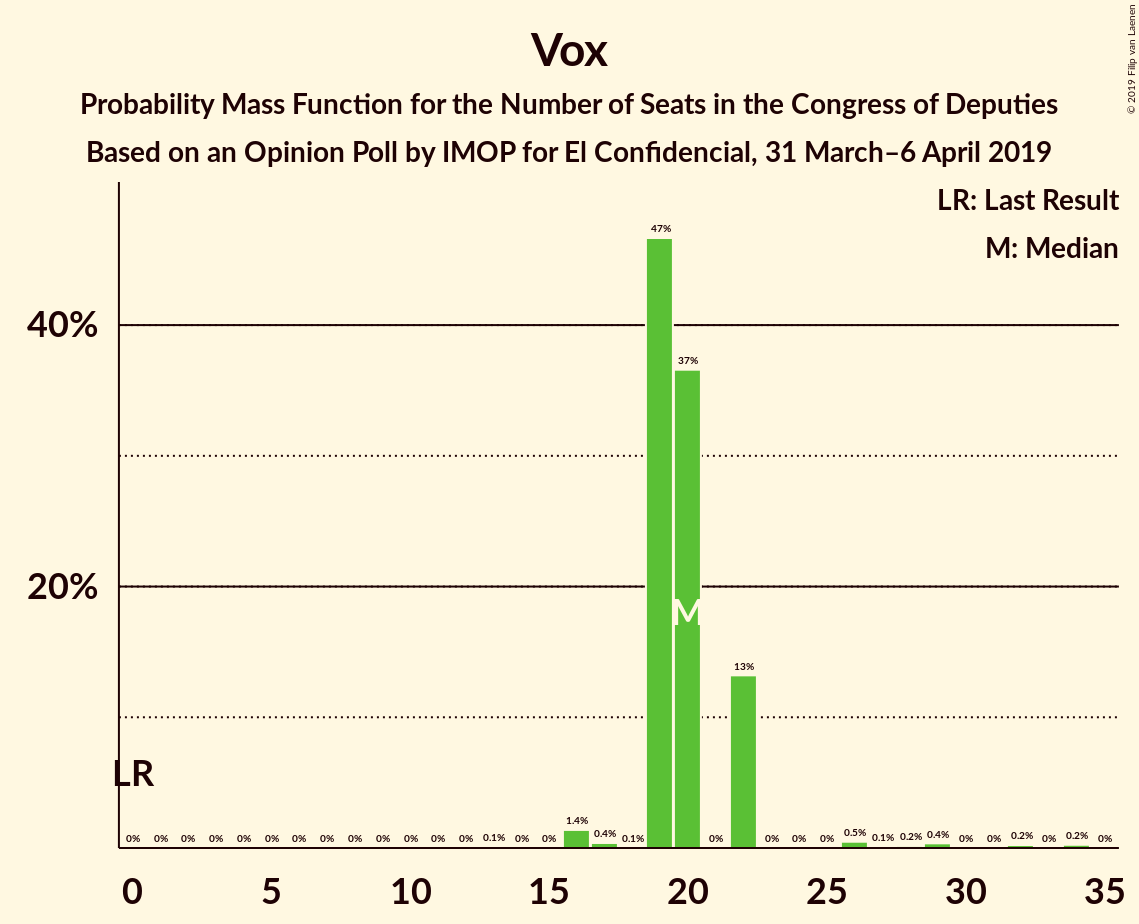 Vox
Probability Mass Function for the Number of Seats in the Congress of Deputies
Based on an Opinion Poll by IMOP for El Confidencial, 31 March–6 April 2019
© 2019 Filip van Laenen
LR: Last Result
M: Median
47%
40%
37%
20%
M
13%
LR
0% 0% 0% 0% 0% 0% 0% 0% 0% 0% 0% 0% 0% 0.1% 0% 0% 1.4% 0.4% 0.1% 0% 0% 0% 0% 0.5% 0.1% 0.2% 0.4% 0% 0% 0.2% 0% 0.2% 0%
0 5 10 15 20 25 30 35